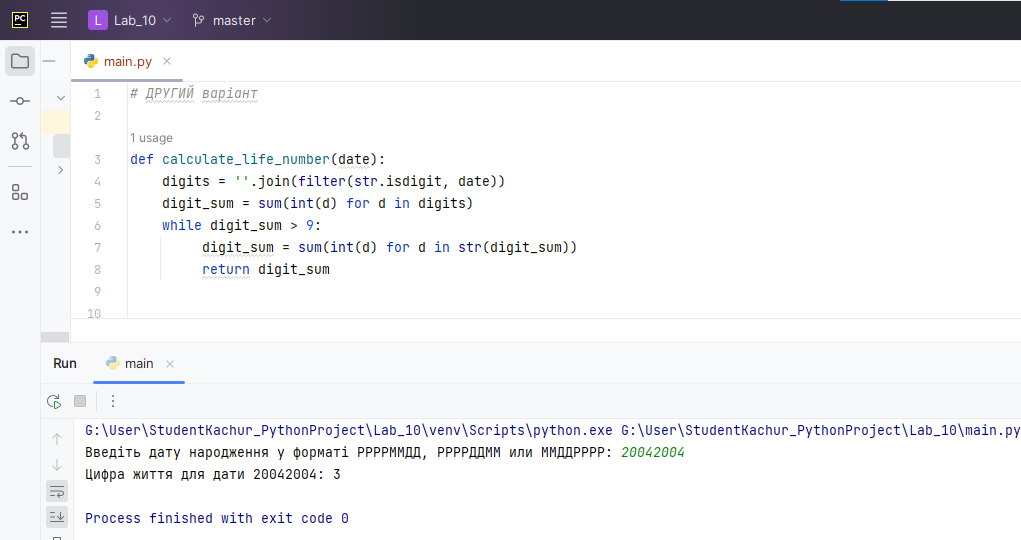 PC L Lab_10 master
main.py
1 # ДРУГИЙ варіант
2
1 usage
3 def calculate_life_number(date):
4 digits = ''.join(filter(str.isdigit, date))
5 digit_sum = sum(int(d) for d in digits)
6 while digit_sum > 9:
7 digit_sum = sum(int(d) for d in str(digit_sum))
8 return digit_sum
9
10
Run main
G:\User\StudentKachur_PythonProject\Lab_10\venv\Scripts\python.exe G:\User\StudentKachur_PythonProject\Lab_10\main.py
Введіть дату народження у форматі РРРРММДД, РРРРДДММ или ММДДРРРР: 20042004
Цифра життя для дати 20042004: 3
Process finished with exit code 0